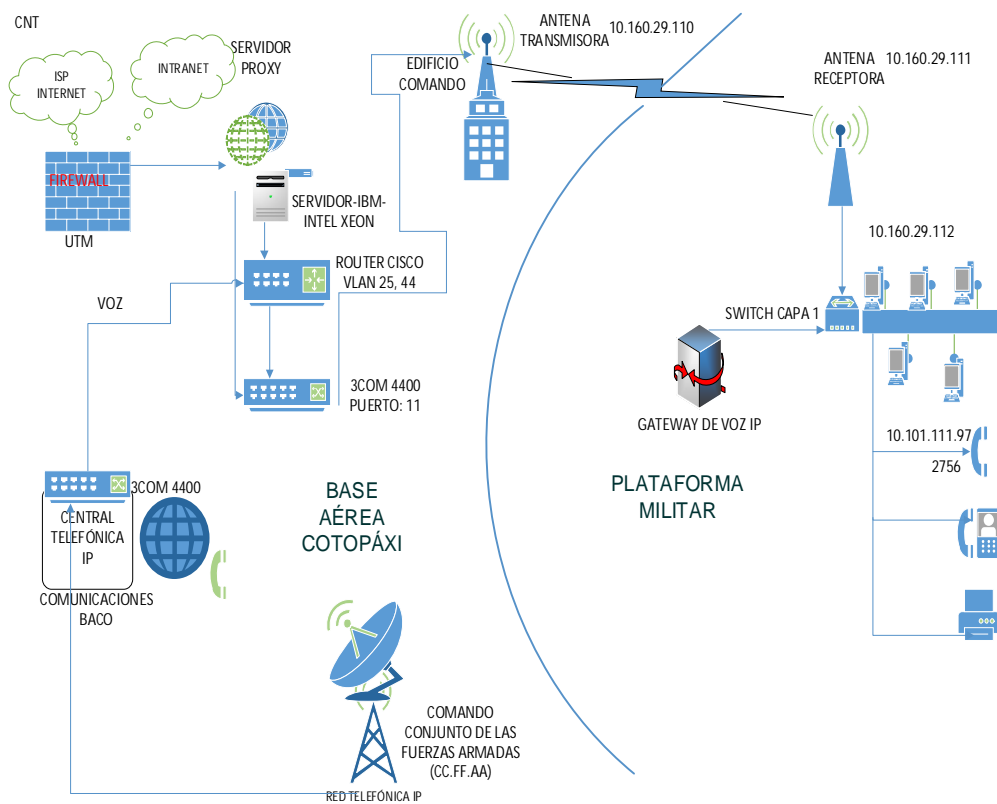 CNT
ISP
INTERNET
INTRANET
SERVIDOR
PROXY
FIREWALL
UTM
SERVIDOR-IBM-
INTEL XEON
ROUTER CISCO
VLAN 25, 44
VOZ
3COM 4400
PUERTO: 11
3COM 4400
CENTRAL
TELEFÓNICA
IP
COMUNICACIONES
BACO
BASE
AÉREA
COTOPÁXI
COMANDO
CONJUNTO DE LAS
FUERZAS ARMADAS
(CC.FF.AA)
RED TELEFÓNICA IP
EDIFICIO
COMANDO
ANTENA
TRANSMISORA
10.160.29.110
ANTENA
RECEPTORA
10.160.29.111
10.160.29.112
SWITCH CAPA 1
GATEWAY DE VOZ IP
PLATAFORMA
MILITAR
10.101.111.97
2756